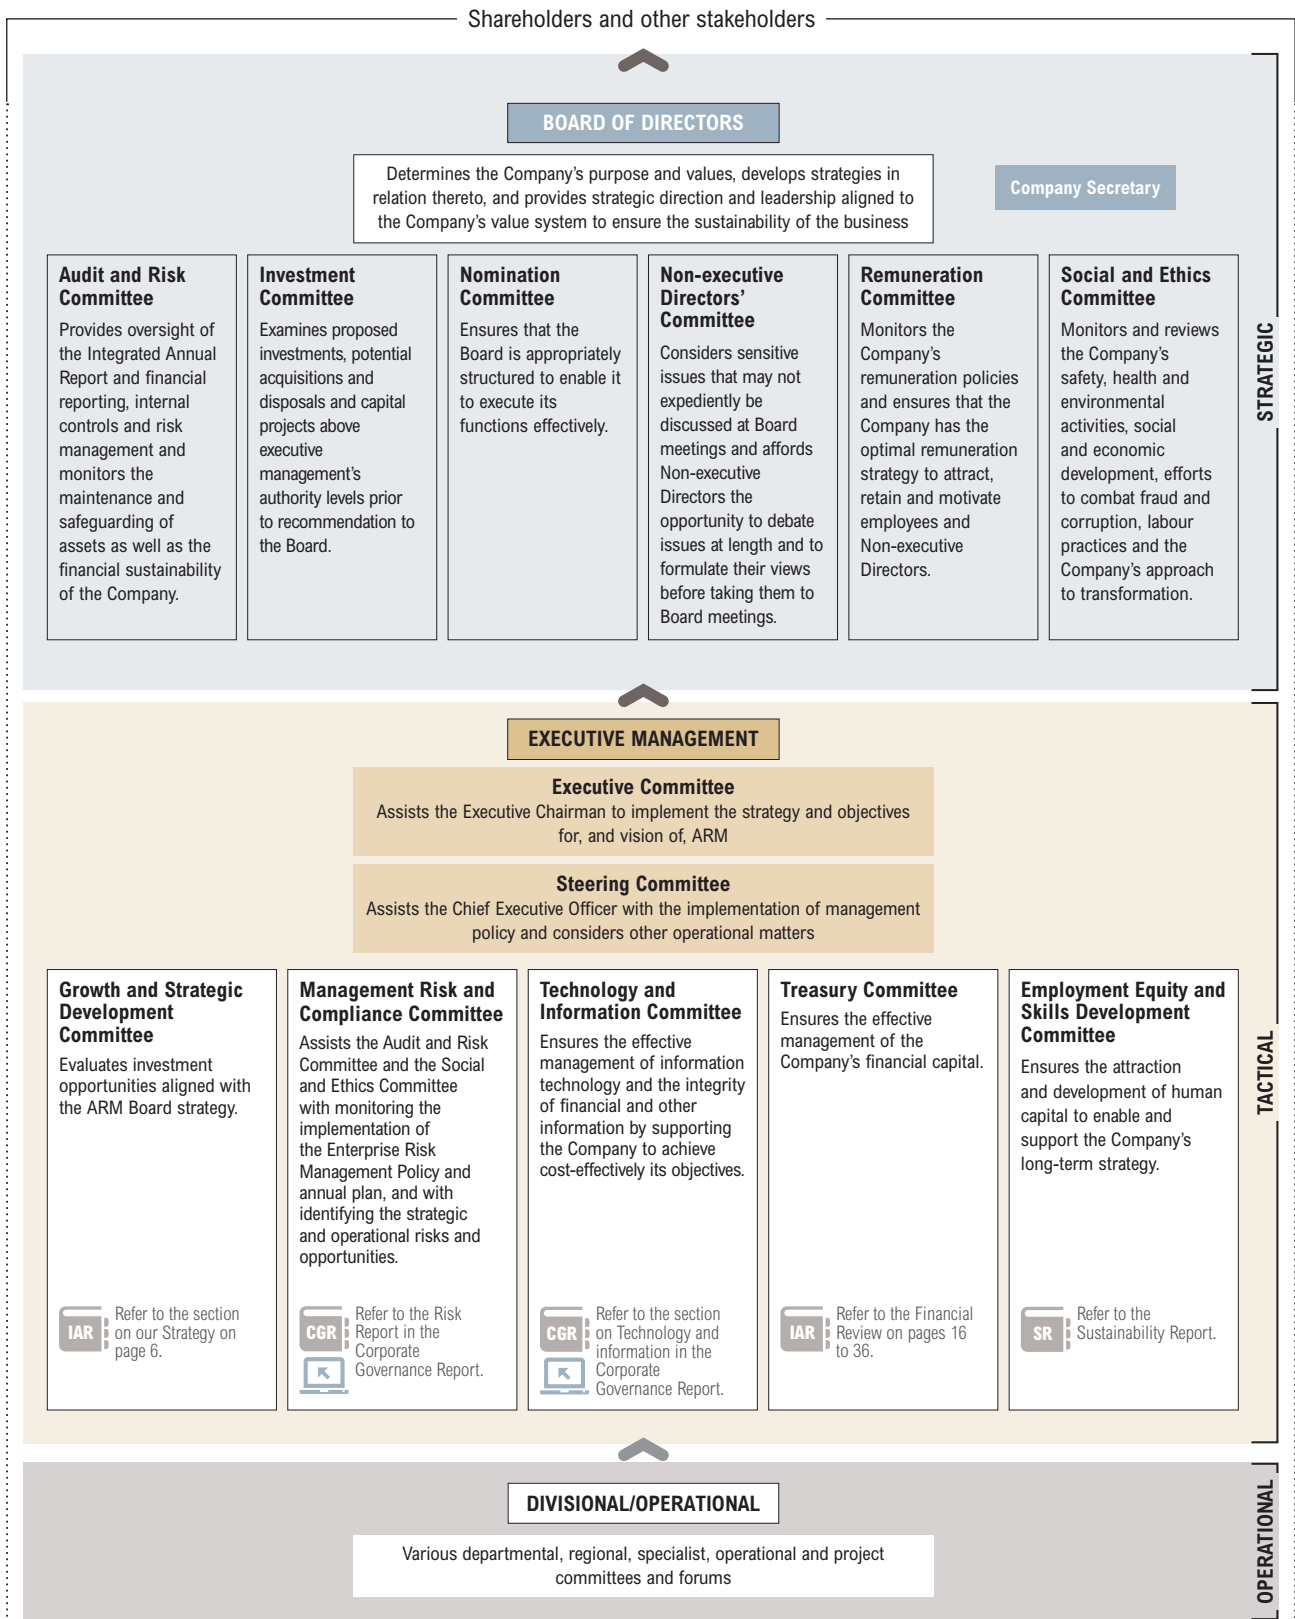 Shareholders and other stakeholders
BOARD OF DIRECTORS
Determines the Company’s purpose and values, develops strategies in
relation thereto, and provides strategic direction and leadership aligned to
the Company’s value system to ensure the sustainability of the business
Company Secretary
Audit and Risk
Committee
Provides oversight of
the Integrated Annual
Report and financial
reporting, internal
controls and risk
management and
monitors the
maintenance and
safeguarding of
assets as well as the
financial sustainability
of the Company.
Investment
Committee
Examines proposed
investments, potential
acquisitions and
disposals and capital
projects above
executive
management’s
authority levels prior
to recommendation to
the Board.
Nomination
Committee
Ensures that the
Board is appropriately
structured to enable it
to execute its
functions effectively.
Non-executive
Directors’
Committee
Considers sensitive
issues that may not
expediently be
discussed at Board
meetings and affords
Non-executive
Directors the
opportunity to debate
issues at length and to
formulate their views
before taking them to
Board meetings.
Remuneration
Committee
Monitors the
Company’s
remuneration policies
and ensures that the
Company has the
optimal remuneration
strategy to attract,
retain and motivate
employees and
Non-executive
Directors.
Social and Ethics
Committee
Monitors and reviews
the Company’s
safety, health and
environmental
activities, social
and economic
development, efforts
to combat fraud and
corruption, labour
practices and the
Company’s approach
to transformation.
STRATEGIC
EXECUTIVE MANAGEMENT
Executive Committee
Assists the Executive Chairman to implement the strategy and objectives
for, and vision of, ARM
Steering Committee
Assists the Chief Executive Officer with the implementation of management
policy and considers other operational matters
Growth and Strategic
Development
Committee
Evaluates investment
opportunities aligned with
the ARM Board strategy.
IAR
Refer to the section
on our Strategy on
page 6.
Management Risk and
Compliance Committee
Assists the Audit and Risk
Committee and the Social
and Ethics Committee
with monitoring the
implementation of
the Enterprise Risk
Management Policy and
annual plan, and with
identifying the strategic
and operational risks and
opportunities.
CGR
Refer to the Risk
Report in the
Corporate
Governance Report.
Technology and
Information Committee
Ensures the effective
management of information
technology and the integrity
of financial and other
information by supporting
the Company to achieve
cost-effectively its objectives.
CGR
Refer to the section
on Technology and
information in the
Corporate
Governance Report.
Treasury Committee
Ensures the effective
management of the
Company’s financial capital.
IAR
Refer to the Financial
Review on pages 16
to 36.
Employment Equity and
Skills Development
Committee
Ensures the attraction
and development of human
capital to enable and
support the Company’s
long-term strategy.
SR
Refer to the
Sustainability Report.
TACTICAL
DIVISIONAL/OPERATIONAL
Various departmental, regional, specialist, operational and project
committees and forums
OPERATIONAL